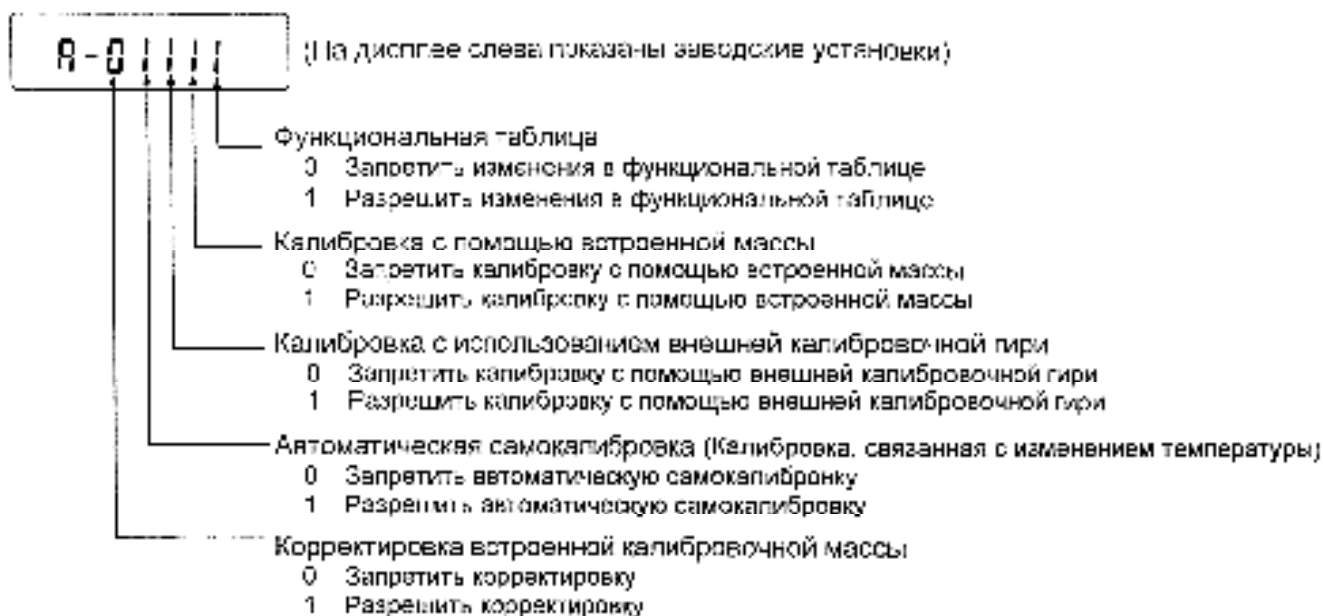 A-01111 (На дисплее слева показаны заводские установки)
Функциональная таблица
0 Запретить изменения в функциональной таблице
1 Разрешить изменения в функциональной таблице
Калибровка с помощью встроенной массы
0 Запретить калибровку с помощью встроенной массы
1 Разрешить калибровку с помощью встроенной массы
Калибровка с использованием внешней калибровочной гири
0 Запретить калибровку с помощью внешней калибровочной гири
1 Разрешить калибровку с помощью внешней калибровочной гири
Автоматическая самокалибровка (Калибровка, связанная с изменением температуры)
0 Запретить автоматическую самокалибровку
1 Разрешить автоматическую самокалибровку
Корректировка встроенной калибровочной массы
0 Запретить корректировку
1 Разрешить корректировку